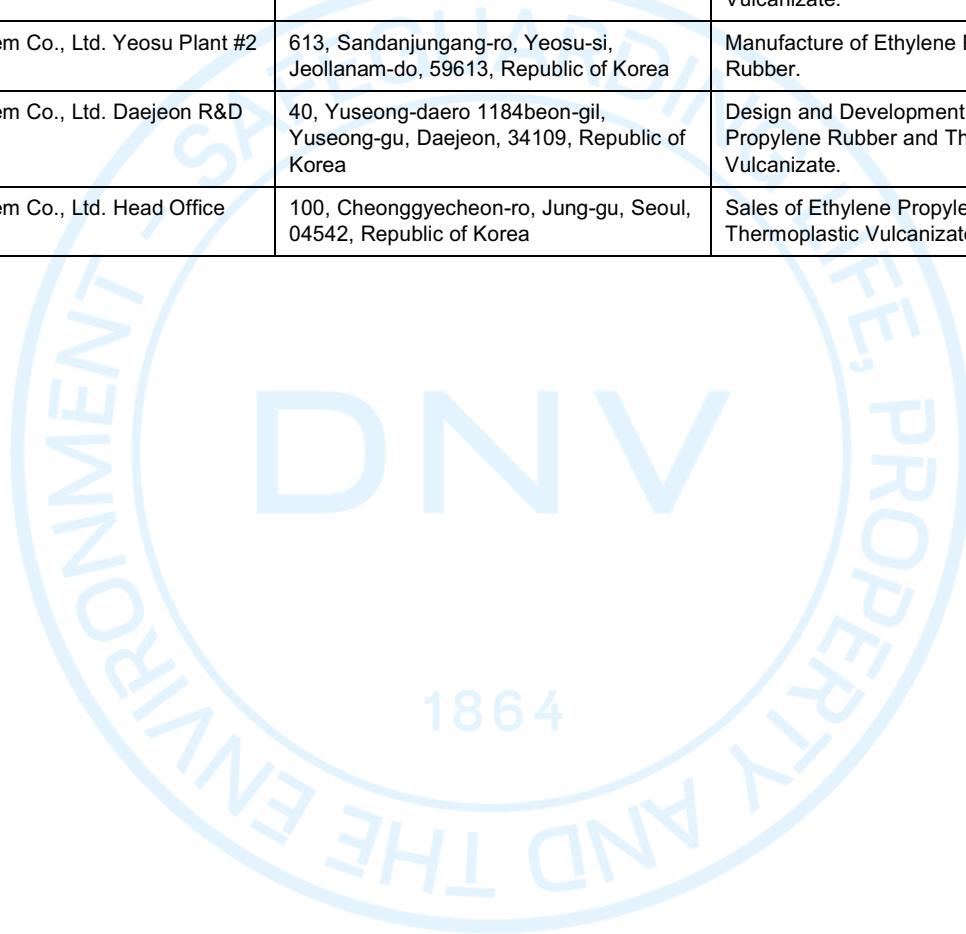 Vulcanizate.
em Co., Ltd. Yeosu Plant #2
613, Sandanjungang-ro, Yeosu-si,
Jeollanam-do, 59613, Republic of Korea
Manufacture of Ethylene
Rubber.
em Co., Ltd. Daejeon R&D
40, Yuseong-daero 1184beon-gil,
Yuseong-gu, Daejeon, 34109, Republic of
Korea
Design and Development
Propylene Rubber and Th
Vulcanizate.
em Co., Ltd. Head Office
100, Cheonggyecheon-ro, Jung-gu, Seoul,
04542, Republic of Korea
Sales of Ethylene Propyle
Thermoplastic Vulcanizate
SAFEGUARDING LIFE, PROPERTY AND THE ENVIRONMENT
DNV
1864